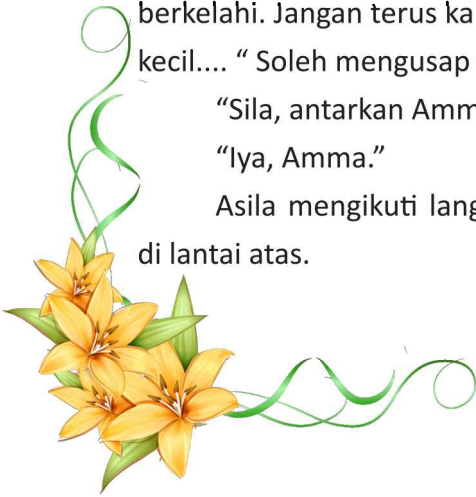 berkelahi. Jangan terus ka
kecil.... “ Soleh mengusap
“Sila, antarkan Amm
“Iya, Amma.”
Asila mengikuti lang
di lantai atas.